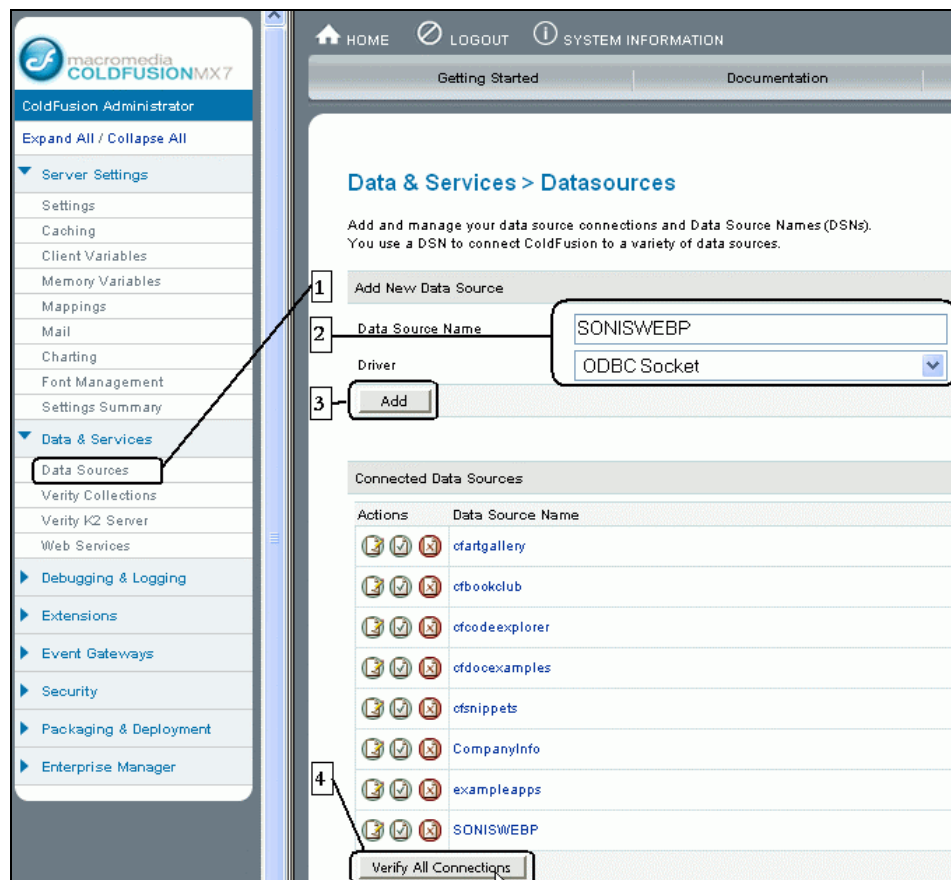 macromedia
COLDFUSIONMX7
ColdFusion Administrator
Expand All / Collapse All
Server Settings
Settings
Caching
Client Variables
Memory Variables
Mappings
Mail
Charting
Font Management
Settings Summary
Data & Services
Data Sources
Verity Collections
Verity K2 Server
Web Services
Debugging & Logging
Extensions
Event Gateways
Security
Packaging & Deployment
Enterprise Manager
HOME LOGOUT SYSTEM INFORMATION
Getting Started Documentation
Data & Services > Datasources
Add and manage your data source connections and Data Source Names (DSNs).
You use a DSN to connect ColdFusion to a variety of data sources.
1 Add New Data Source
2 Data Source Name SONISWEBP
Driver ODBC Socket
3 Add
Connected Data Sources
Actions Data Source Name
cfartgallery
cfbookclub
cfcodeexplorer
cfdocexamples
cfsnippets
CompanyInfo
4
exampleapps
SONISWEBP
Verify All Connections